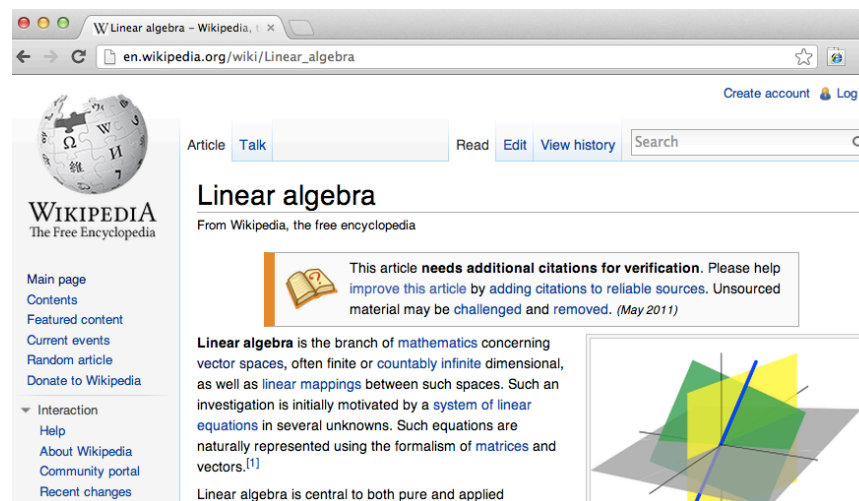 Linear algebra – Wikipedia, t
en.wikipedia.org/wiki/Linear_algebra
Create account Log
Article Talk Read Edit View history Search
WIKIPEDIA
The Free Encyclopedia
Main page
Contents
Featured content
Current events
Random article
Donate to Wikipedia
Interaction
Help
About Wikipedia
Community portal
Recent changes
Linear algebra
From Wikipedia, the free encyclopedia
This article needs additional citations for verification. Please help
improve this article by adding citations to reliable sources. Unsourced
material may be challenged and removed. (May 2011)
Linear algebra is the branch of mathematics concerning
vector spaces, often finite or countably infinite dimensional,
as well as linear mappings between such spaces. Such an
investigation is initially motivated by a system of linear
equations in several unknowns. Such equations are
naturally represented using the formalism of matrices and
vectors.[1]
Linear algebra is central to both pure and applied